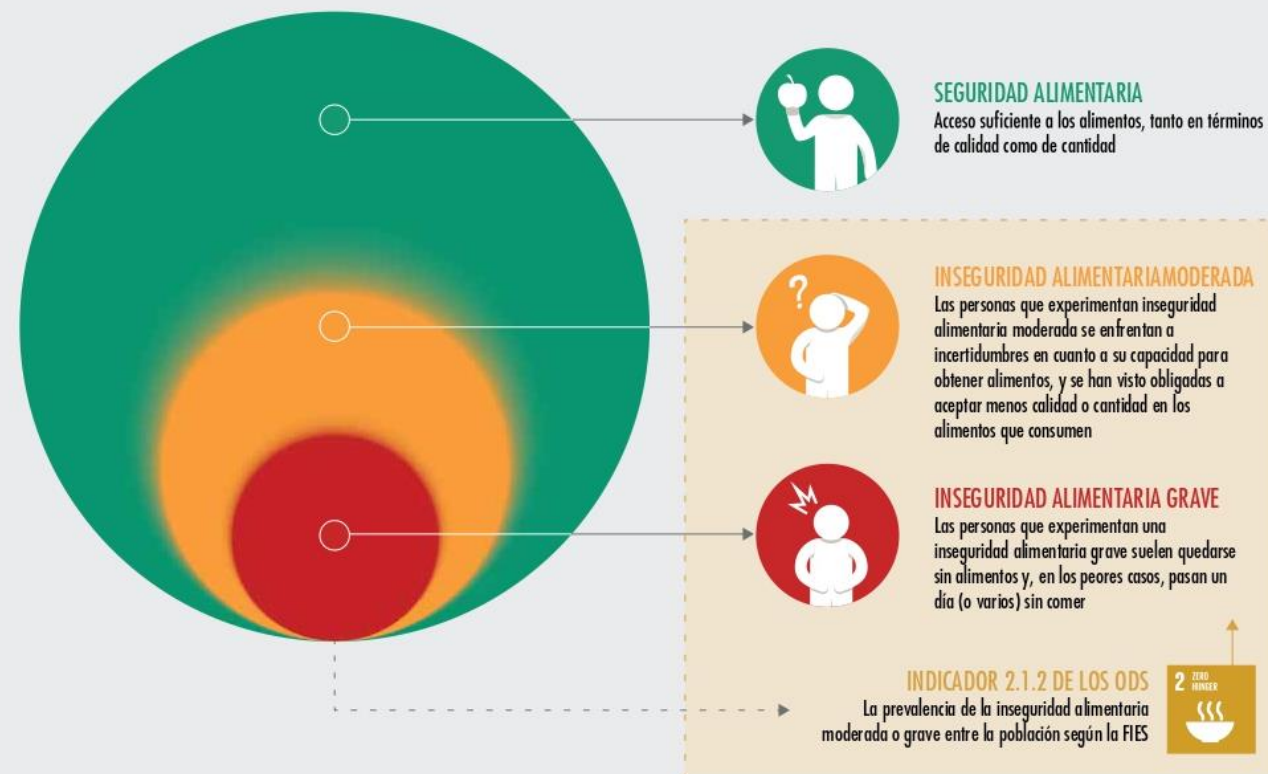 SEGURIDAD ALIMENTARIA
Acceso suficiente a los alimentos, tanto en términos
de calidad como de cantidad
?
INSEGURIDAD ALIMENTARIAMODERADA
Las personas que experimentan inseguridad
alimentaria moderada se enfrentan a
incertidumbres en cuanto a su capacidad para
obtener alimentos, y se han visto obligadas a
aceptar menos calidad o cantidad en los
alimentos que consumen
INSEGURIDAD ALIMENTARIA GRAVE
Las personas que experimentan una
inseguridad alimentaria grave suelen quedarse
sin alimentos y, en los peores casos, pasan un
día (o varios) sin comer
INDICADOR 2.1.2 DE LOS ODS
La prevalencia de la inseguridad alimentaria
moderada o grave entre la población según la FIES
2 ZERO
HUNGER